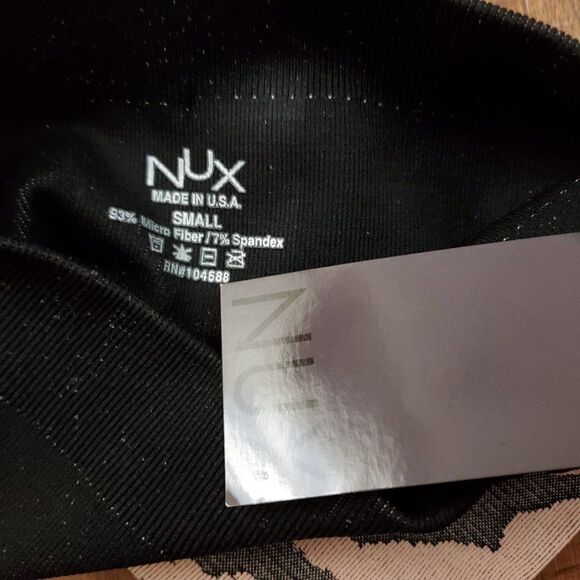 NUX
MADE IN U.S.A.
SMALL
93% Micro Fiber / 7% Spandex
RN#104688
NUX